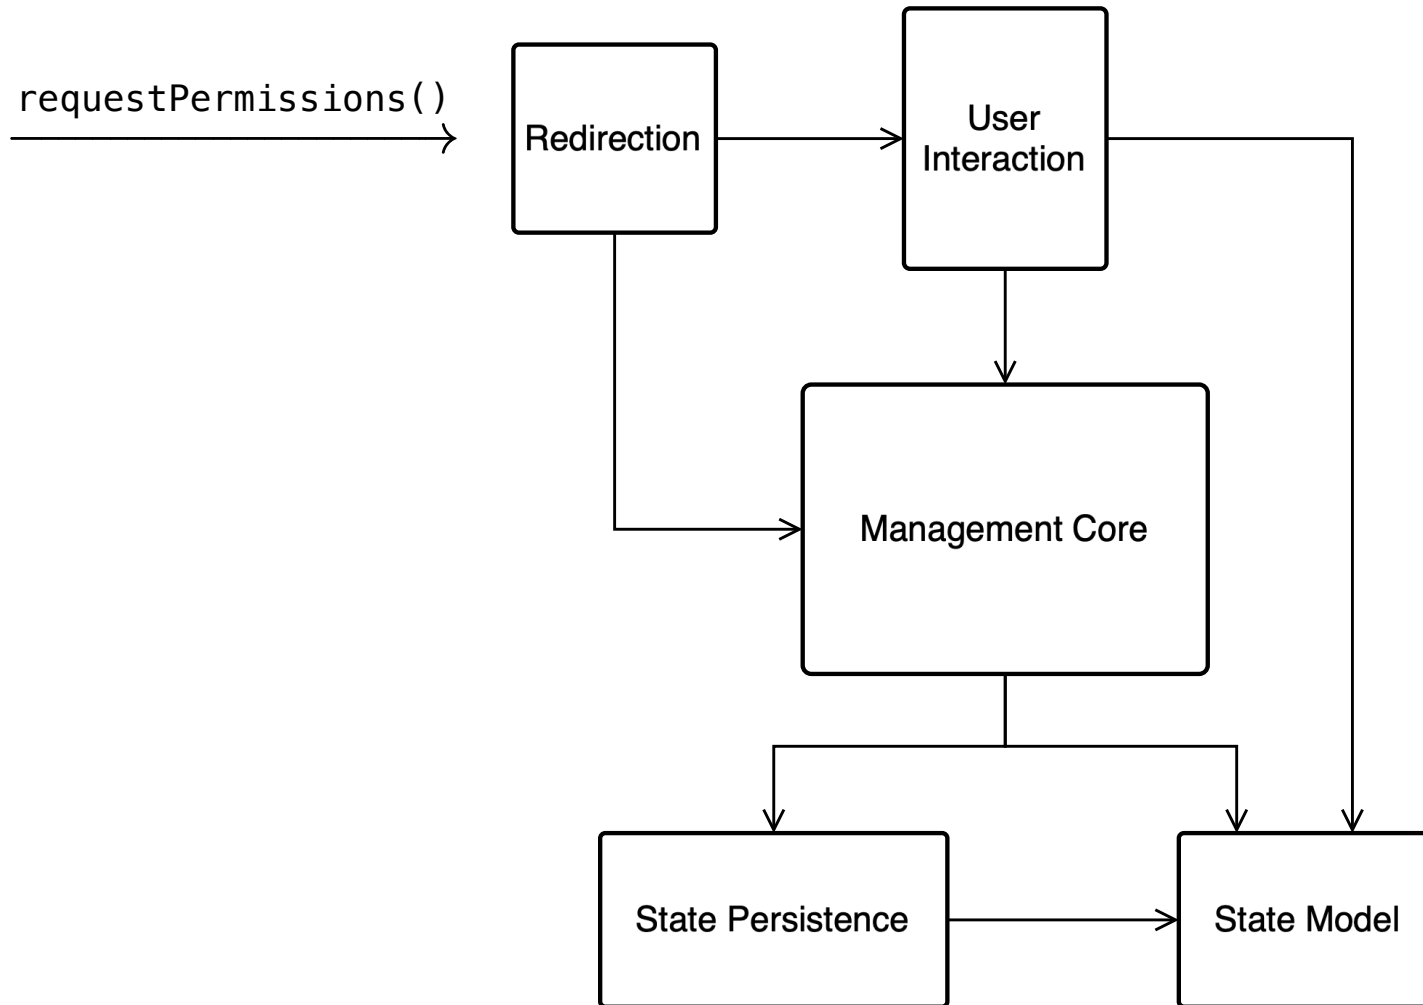 requestPermissions()
Redirection
User
Interaction
Management Core
State Persistence
State Model